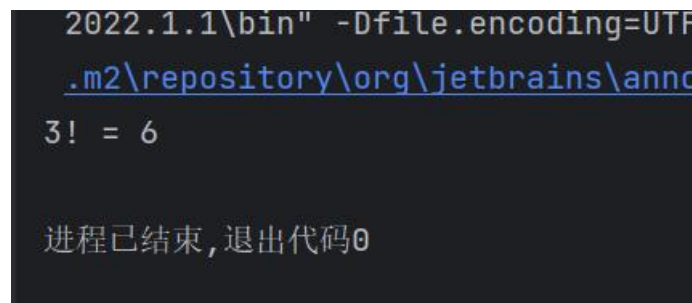 2022.1.1\bin" -Dfile.encoding=UTF
.m2\repository\org\jetbrains\anno
3! = 6
进程已结束,退出代码0